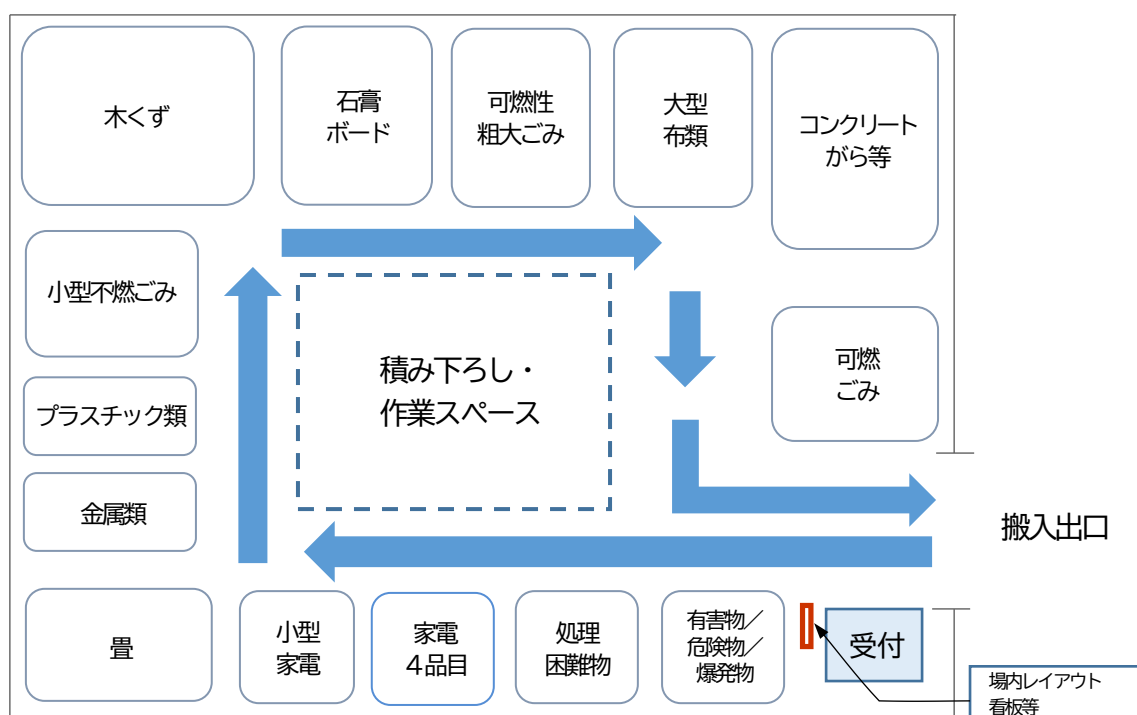 木くず
石膏
ボード
可燃性
粗大ごみ
大型
布類
コンクリート
がら等
小型不燃ごみ
積み下ろし・
作業スペース
可燃
ごみ
プラスチック類
金属類
搬入出口
畳
小型
家電
家電
４品目
処理
困難物
有害物／
危険物／
爆発物
受付
場内レイアウト
看板等